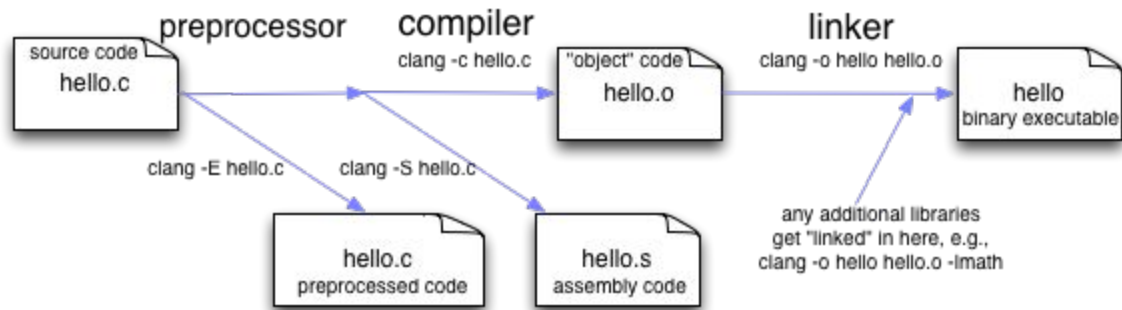 preprocessor
compiler
linker
source code
hello.c
clang -c hello.c
"object" code
hello.o
clang -o hello hello.o
hello
binary executable
clang -E hello.c
clang -S hello.c
hello.c
preprocessed code
hello.s
assembly code
any additional libraries
get "linked" in here, e.g.,
clang -o hello hello.o -lmath